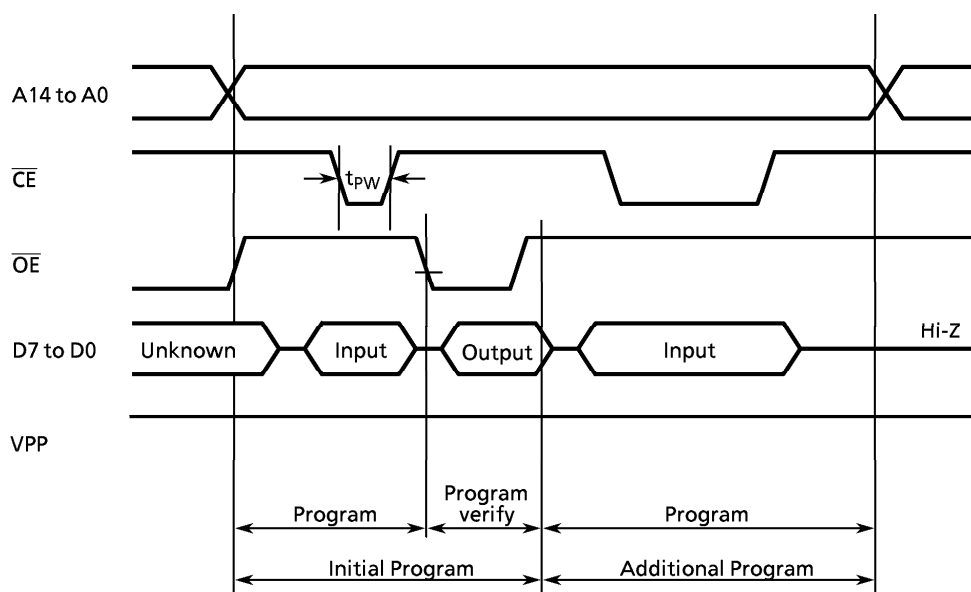 A14 to A0
CE
tPW
OE
D7 to D0
Unknown
Input
Output
Input
Hi-Z
VPP
Program
Program
verify
Program
Initial Program
Additional Program